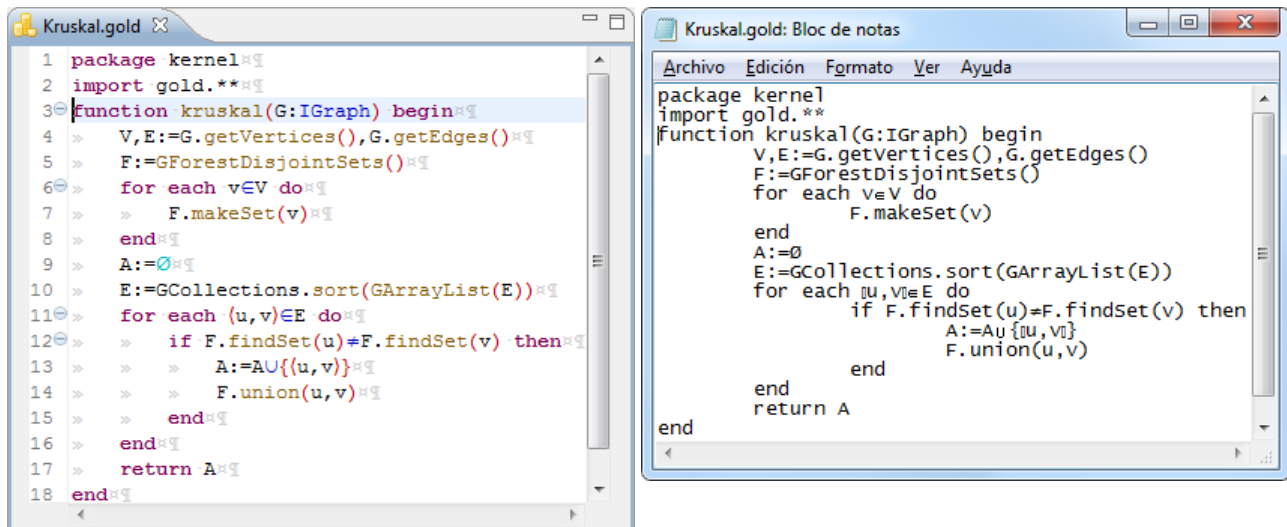 Kruskal.gold
1 package·kernel¤¶
2 import·gold.**¤¶
3 function·kruskal(G:IGraph)·begin¤¶
4 » V,E:=G.getVertices(),G.getEdges()¤¶
5 » F:=GForestDisjointSets()¤¶
6 » for·each·v∈V·do¤¶
7 » » F.makeSet(v)¤¶
8 » end¤¶
9 » A:=∅¤¶
10 » E:=GCollections.sort(GArrayList(E))¤¶
11 » for·each·⟨u,v⟩∈E·do¤¶
12 » » if·F.findSet(u)≠F.findSet(v)·then¤¶
13 » » » A:=A∪{⟨u,v⟩}¤¶
14 » » » F.union(u,v)¤¶
15 » » end¤¶
16 » end¤¶
17 » return·A¤¶
18 end¤¶
Kruskal.gold: Bloc de notas
Archivo Edición Formato Ver Ayuda
package kernel
import gold.**
function kruskal(G:IGraph) begin
V,E:=G.getVertices(),G.getEdges()
F:=GForestDisjointSets()
for each v∈V do
F.makeSet(v)
end
A:=Ø
E:=GCollections.sort(GArrayList(E))
for each ▯u,v▯∈E do
if F.findSet(u)≠F.findSet(v) then
A:=A∪{▯u,v▯}
F.union(u,v)
end
end
return A
end